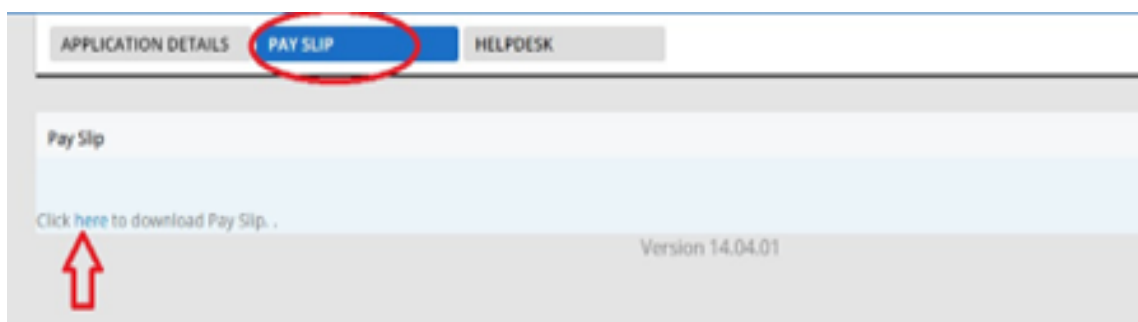 APPLICATION DETAILS PAY SLIP HELPDESK
Pay Slip
Click here to download Pay Slip. .
Version 14.04.01